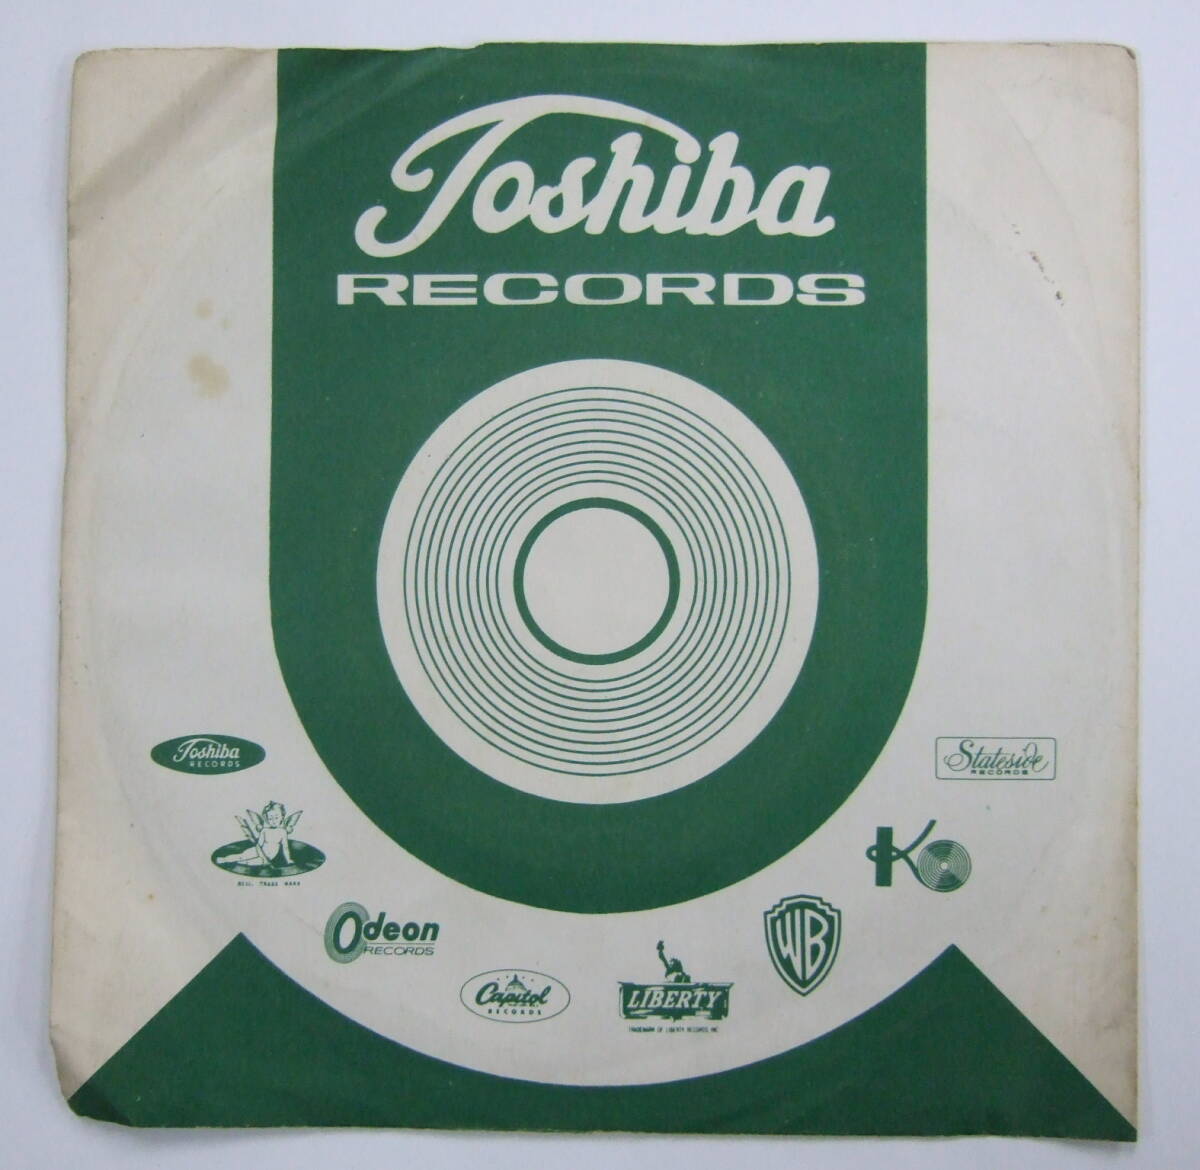 Toshiba
RECORDS
Toshiba
RECORDS
Stateside
RECORDS
REG. TRADE MARK
K
Odeon
RECORDS
WB
Capitol
RECORDS
LIBERTY
TRADEMARK OF LIBERTY RECORDS, INC